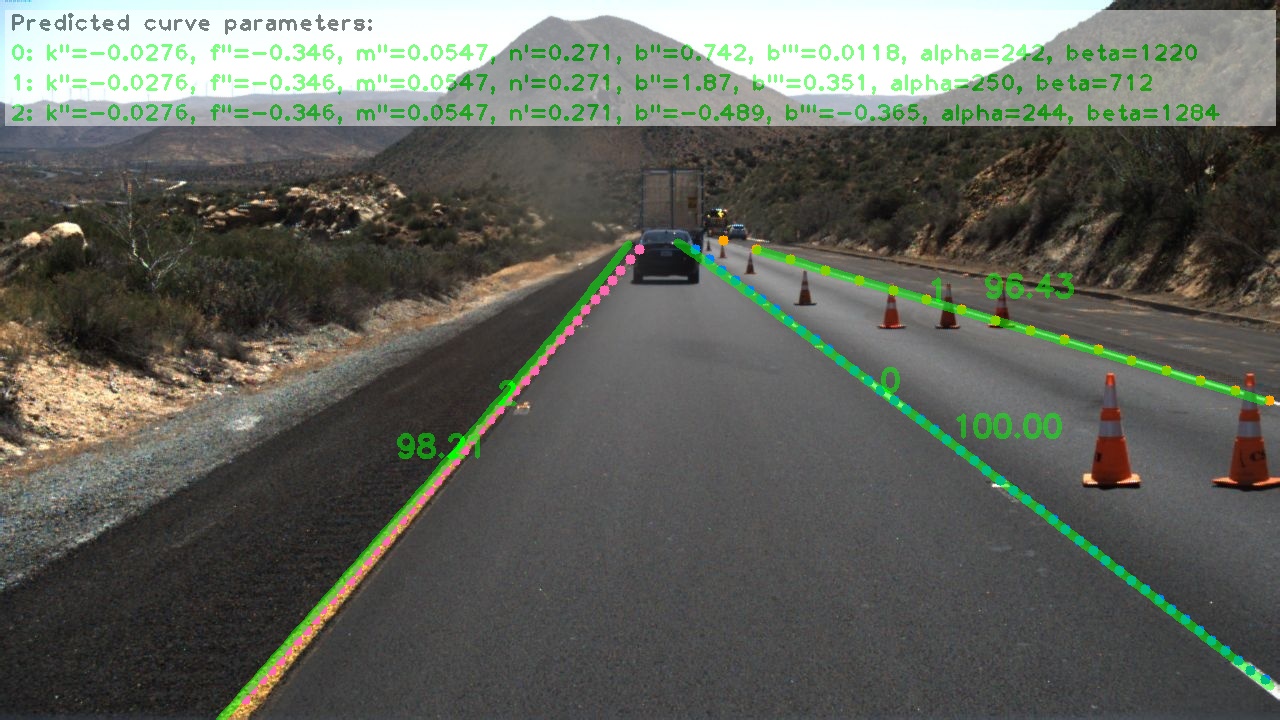 Predicted curve parameters:
0: k''=-0.0276, f''=-0.346, m''=0.0547, n'=0.271, b''=0.742, b'''=0.0118, alpha=242, beta=1220
1: k''=-0.0276, f''=-0.346, m''=0.0547, n'=0.271, b''=1.87, b'''=0.351, alpha=250, beta=712
2: k''=-0.0276, f''=-0.346, m''=0.0547, n'=0.271, b''=-0.489, b'''=-0.365, alpha=244, beta=1284
1 96.43
0
2
100.00
98.21